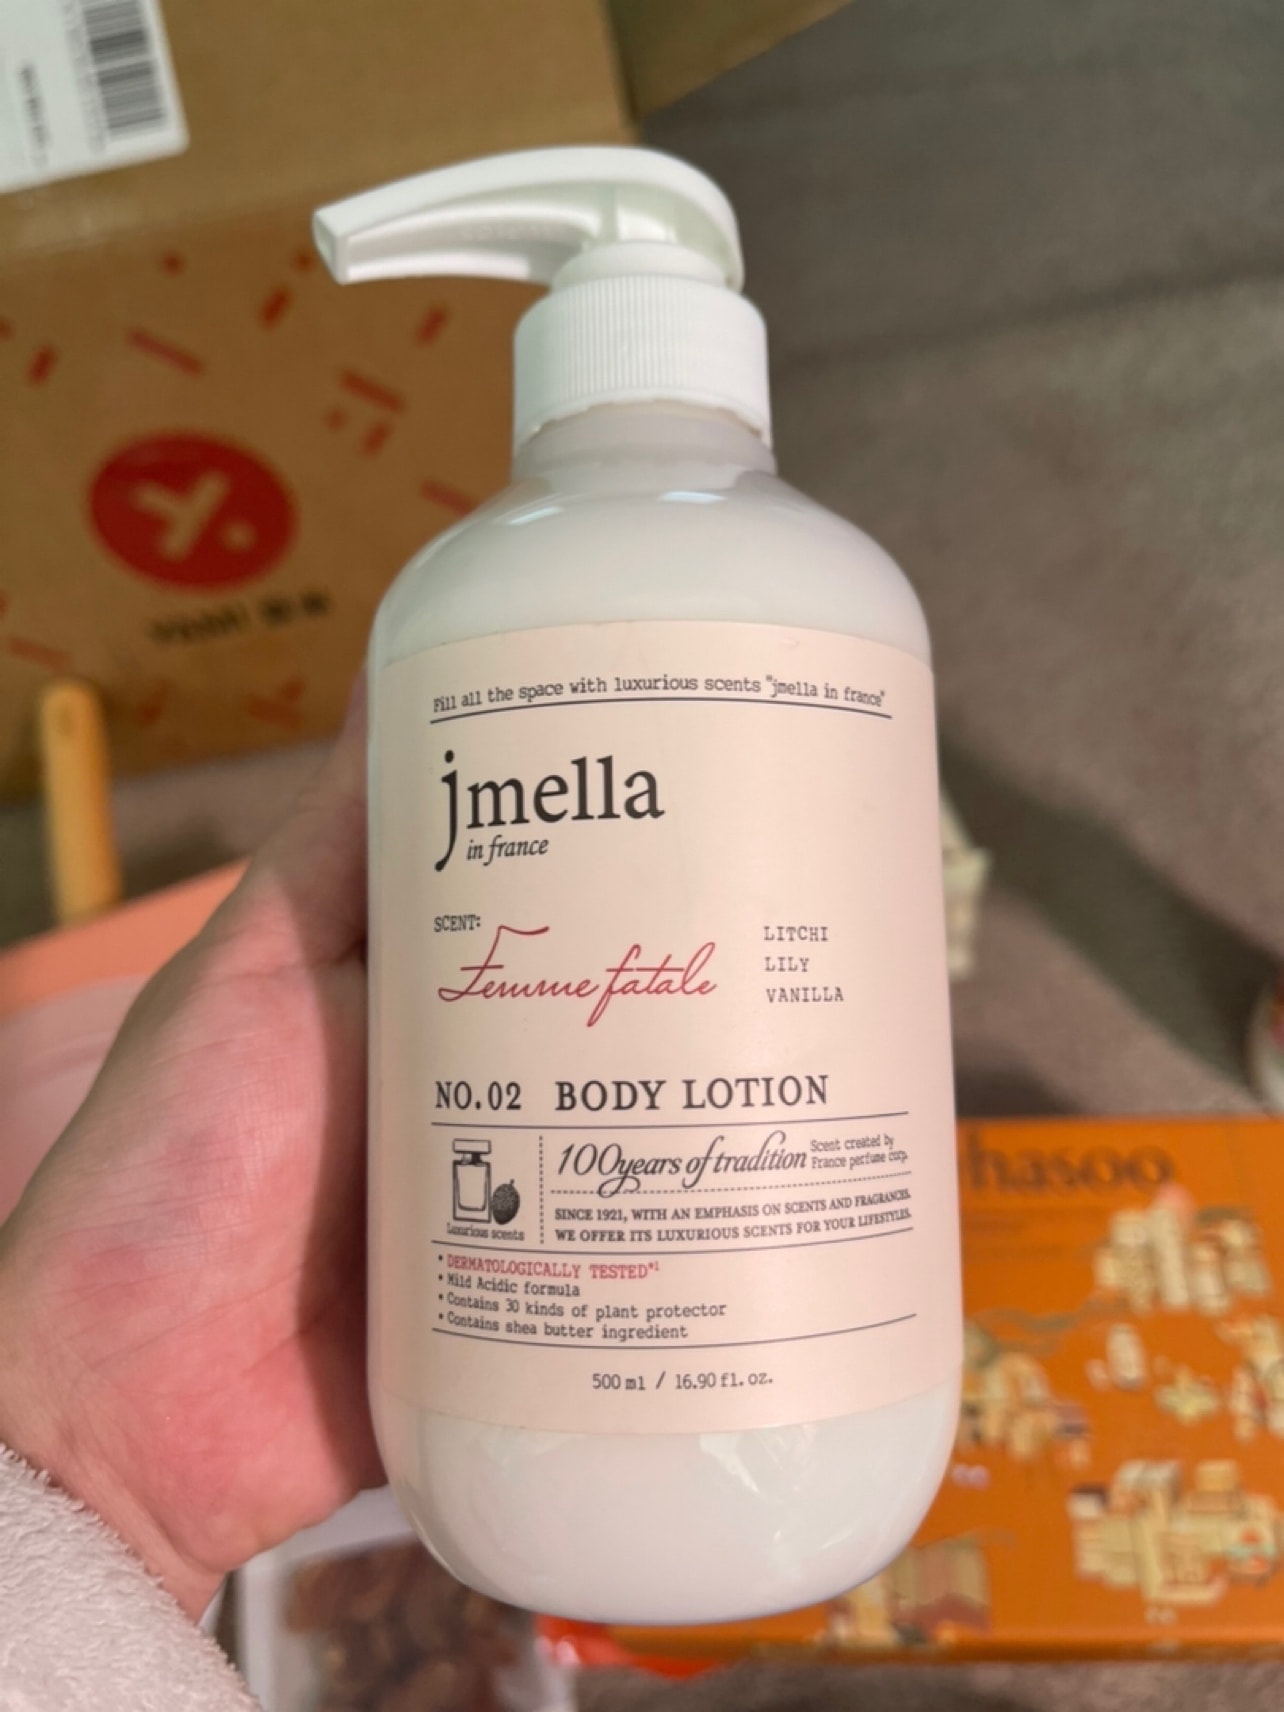 Fill all the space with luxurious scents "jmella in france"
jmella
in france
SCENT:
Femme fatale
LITCHI
LILY
VANILLA
NO.02 BODY LOTION
100years of tradition
Scent created by
France perfume corp.
SINCE 1921, WITH AN EMPHASIS ON SCENTS AND FRAGRANCES,
WE OFFER ITS LUXURIOUS SCENTS FOR YOUR LIFESTYLES.
Luxurious scents
• DERMATOLOGICALLY TESTED*1
• Mild Acidic formula
• Contains 30 kinds of plant protector
• Contains shea butter ingredient
500 ml / 16.90 fl. oz.
hasoo